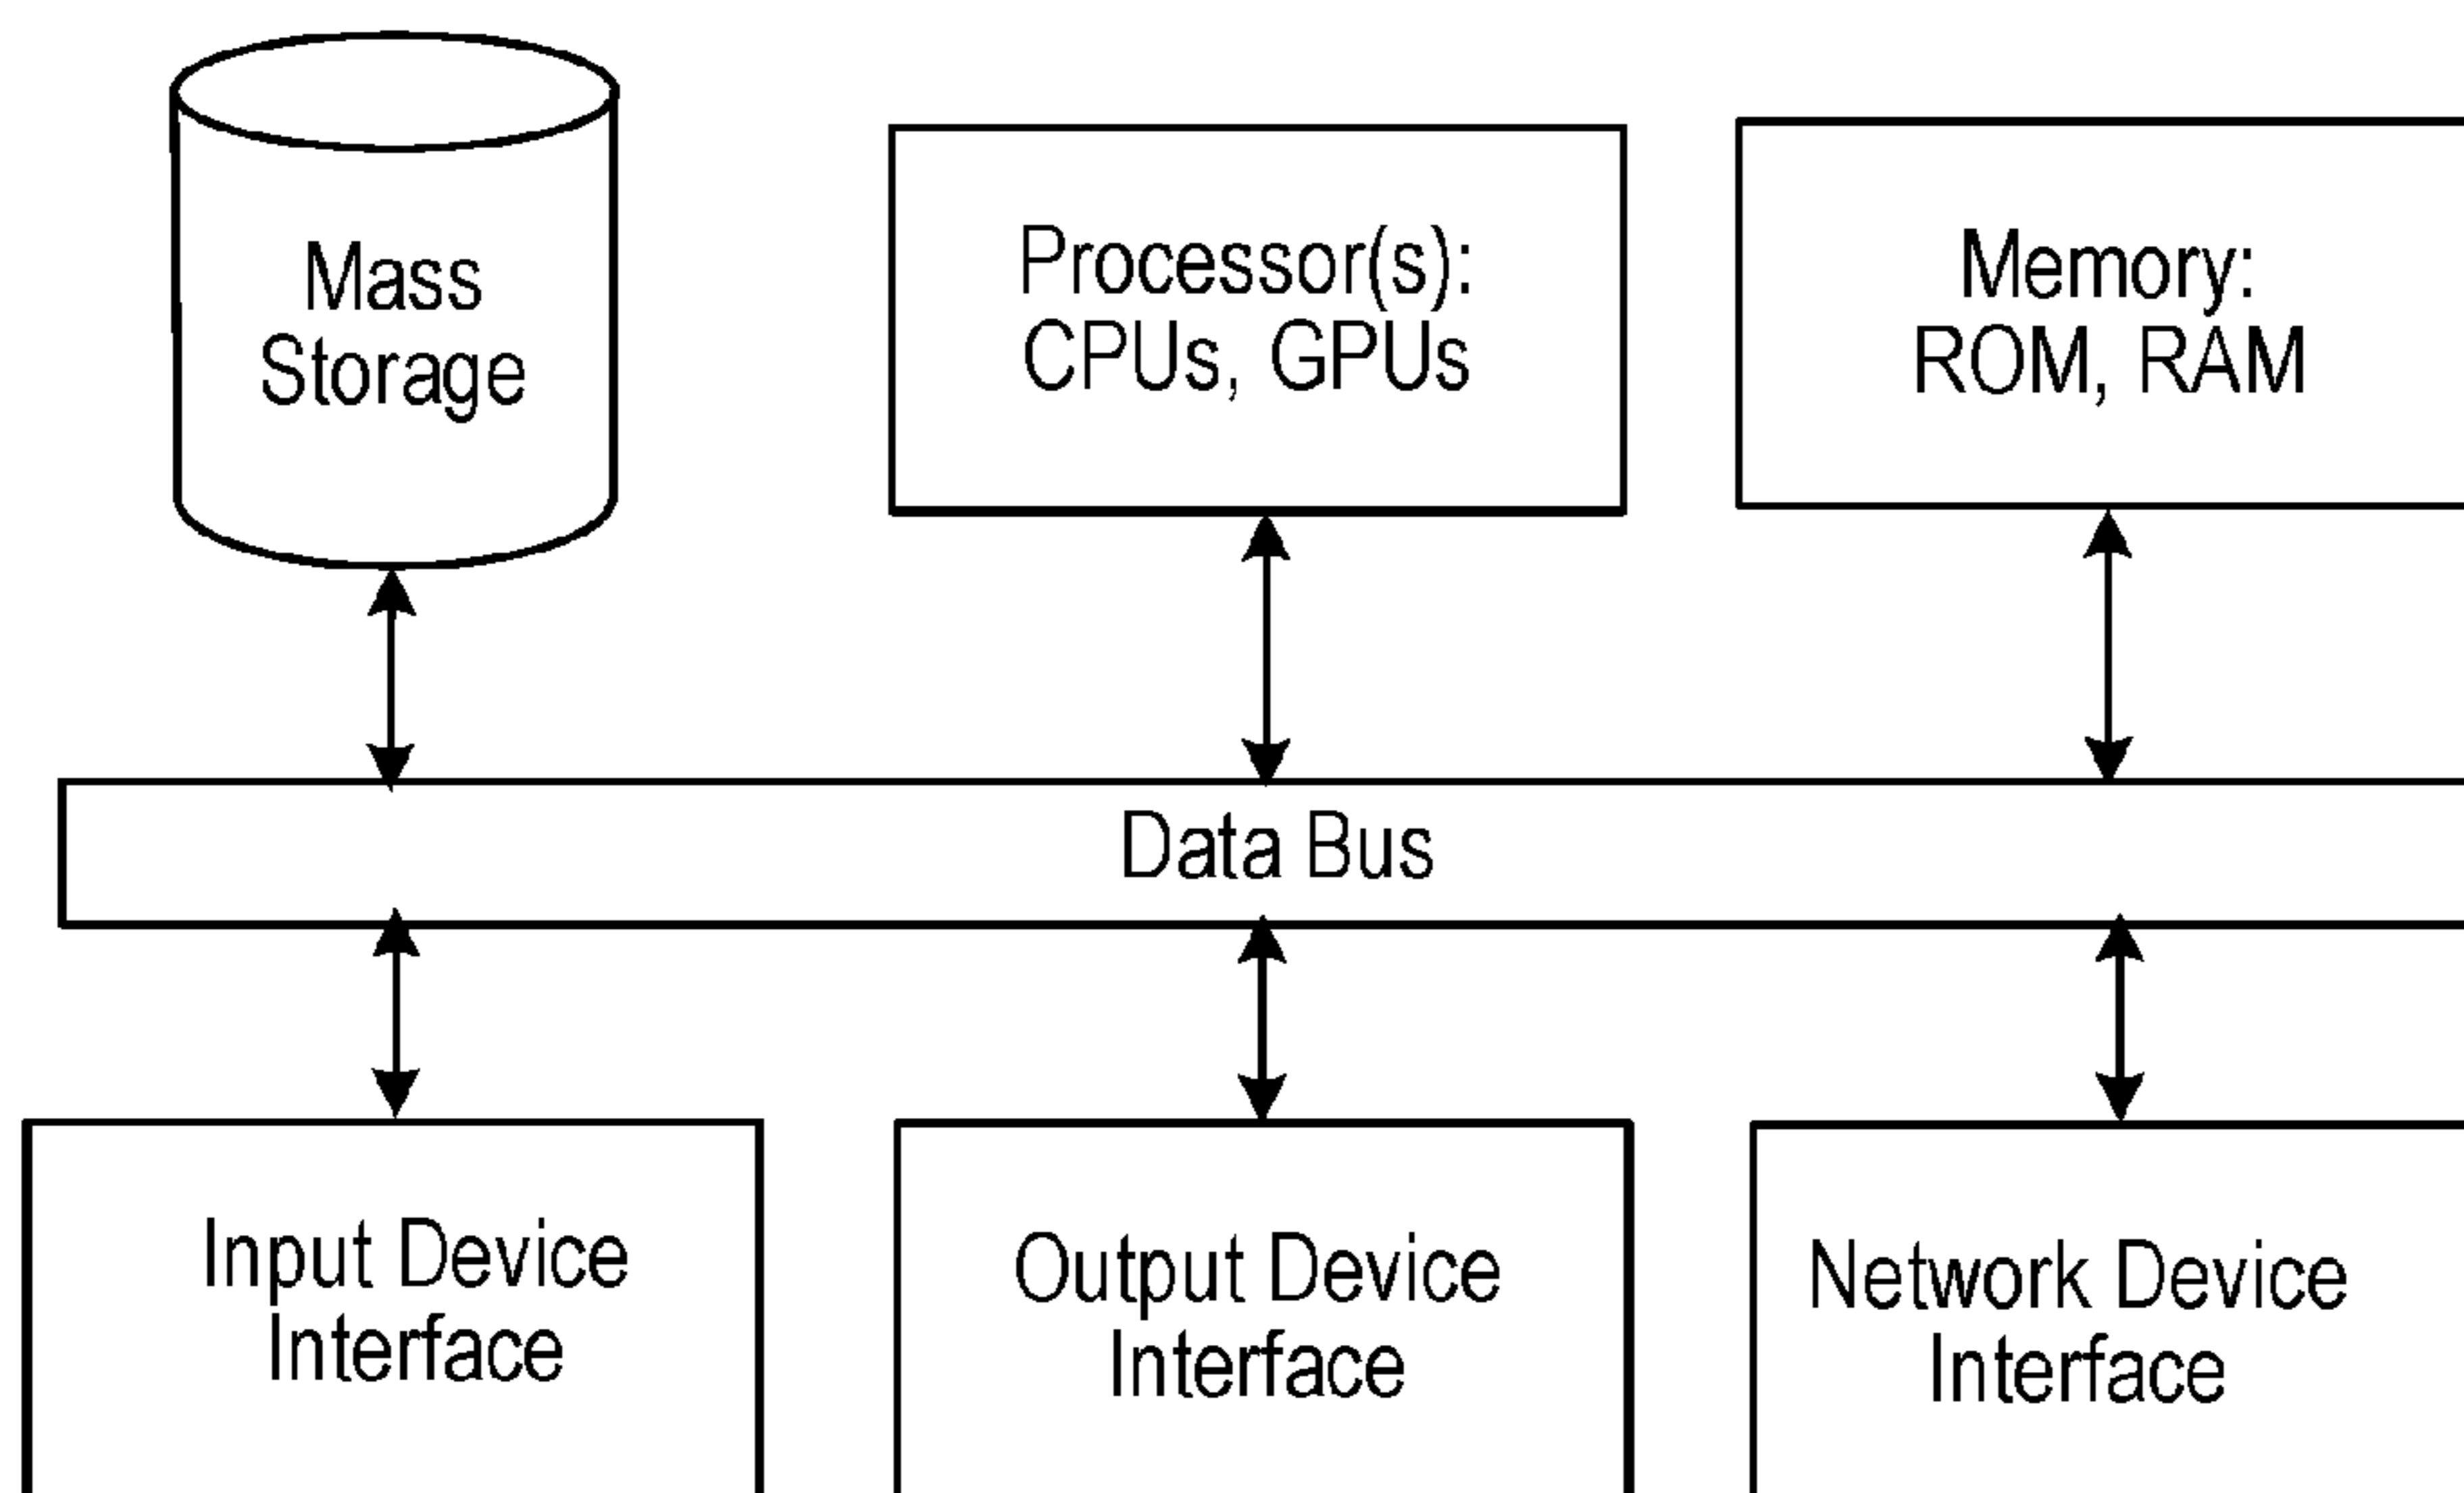 Mass
Storage
Processor(s):
CPUs, GPUs
Memory:
ROM, RAM
Data Bus
Input Device
Interface
Output Device
Interface
Network Device
Interface